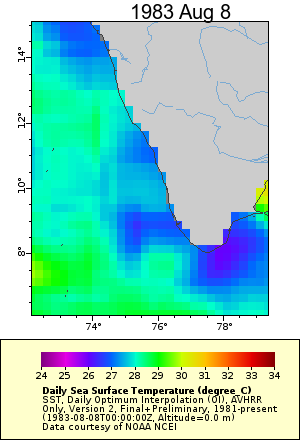 1983 Aug 8
14°
12°
10°
8°
74° 76° 78°
24 25 26 27 28 29 30 31 32 33 34
Daily Sea Surface Temperature (degree_C)
SST, Daily Optimum Interpolation (OI), AVHRR
Only, Version 2, Final+Preliminary, 1981-present
(1983-08-08T00:00:00Z, Altitude=0.0 m)
Data courtesy of NOAA NCEI